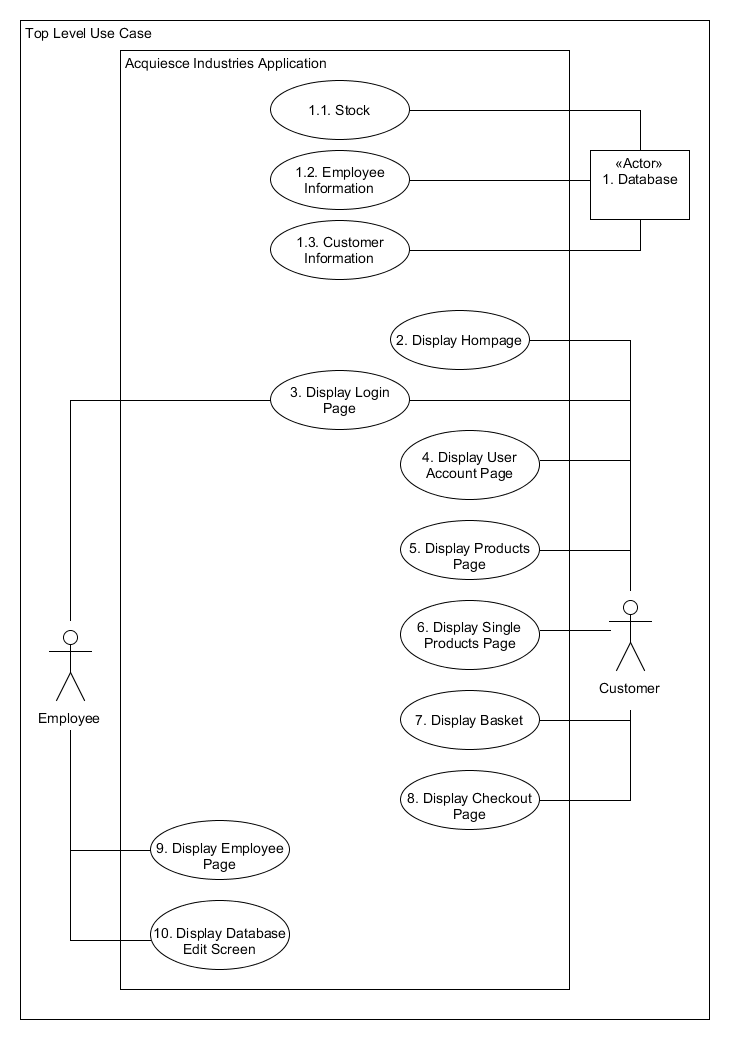 Top Level Use Case
Acquiesce Industries Application
1.1. Stock
«Actor»
1. Database
1.2. Employee
Information
1.3. Customer
Information
2. Display Hompage
3. Display Login
Page
4. Display User
Account Page
5. Display Products
Page
6. Display Single
Products Page
Customer
Employee
7. Display Basket
8. Display Checkout
Page
9. Display Employee
Page
10. Display Database
Edit Screen